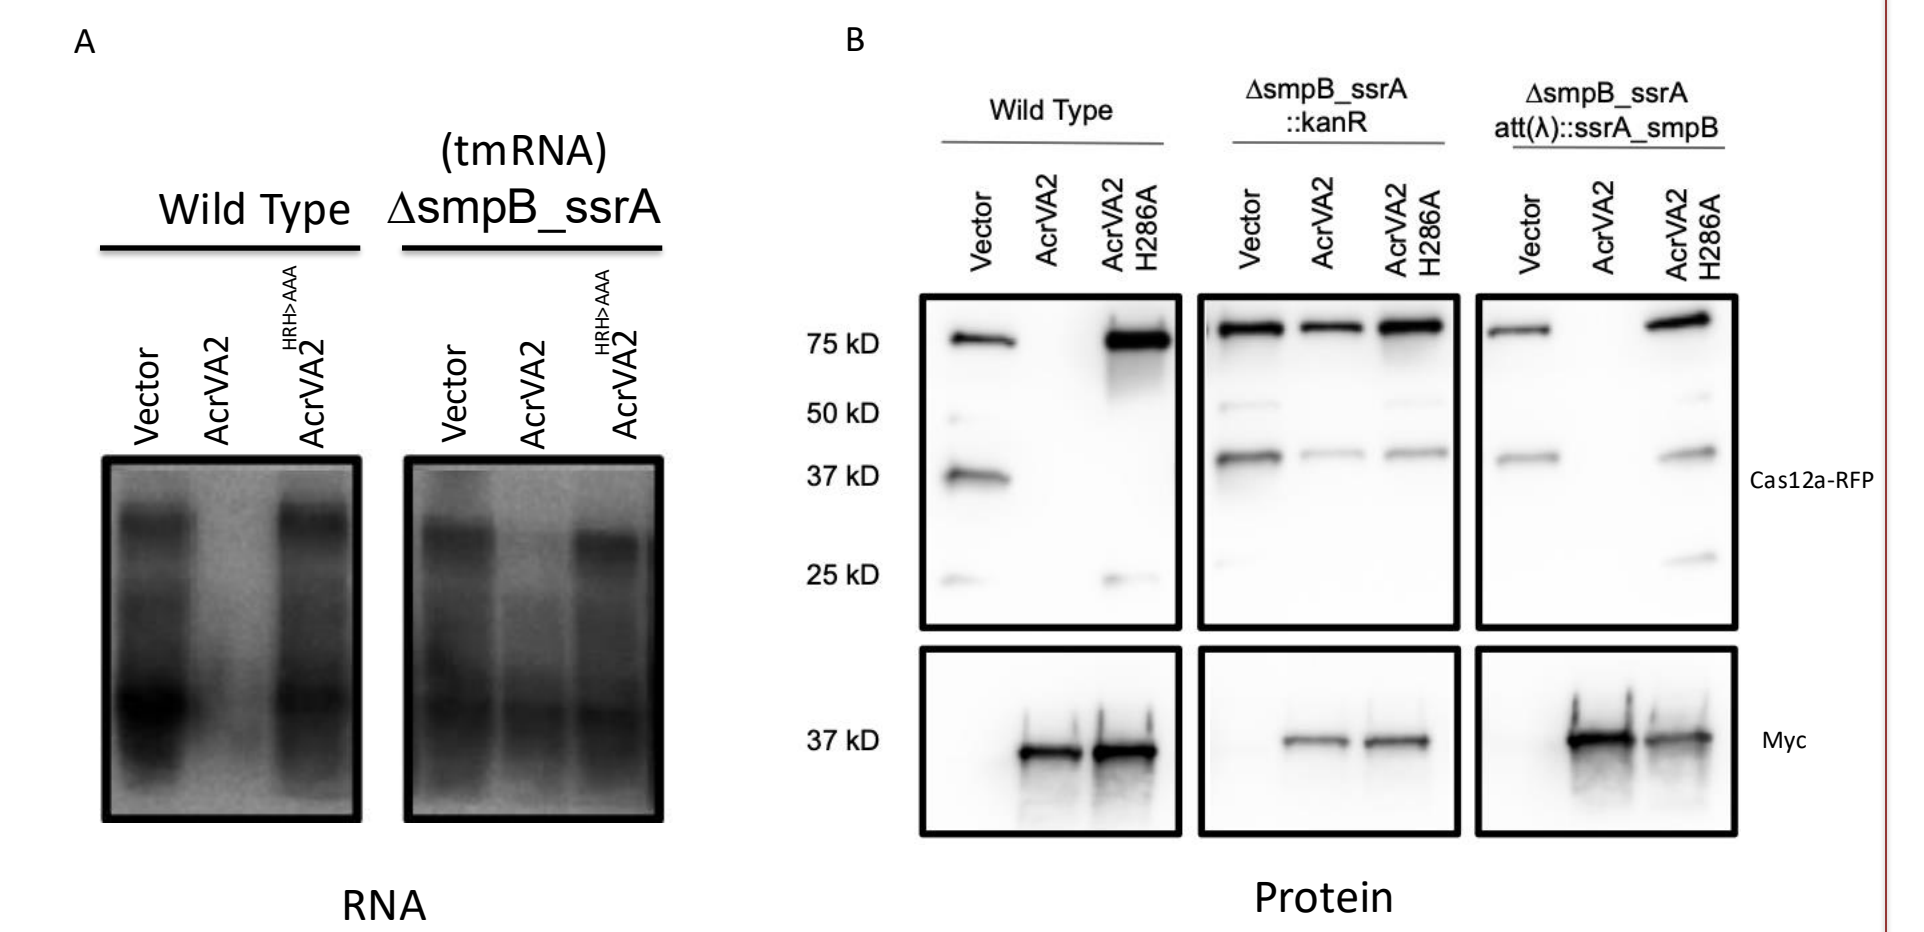 A
(tmRNA)
Wild Type
ΔsmpB_ssrA
Vector
AcrVA2
HRH>AAA
AcrVA2
Vector
AcrVA2
HRH>AAA
AcrVA2
RNA
B
Wild Type
ΔsmpB_ssrA
::kanR
ΔsmpB_ssrA
att(λ)::ssrA_smpB
Vector
AcrVA2
AcrVA2
H286A
Vector
AcrVA2
AcrVA2
H286A
Vector
AcrVA2
AcrVA2
H286A
75 kD
50 kD
37 kD
25 kD
Cas12a-RFP
37 kD
Myc
Protein